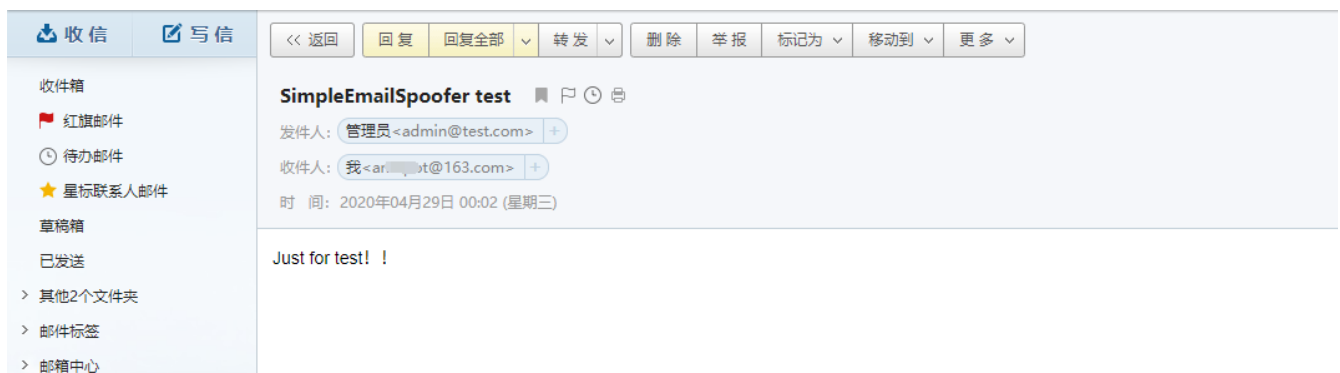 收信 写信
<< 返回 回复 回复全部 转发 删除 举报 标记为 移动到 更多
收件箱
红旗邮件
待办邮件
星标联系人邮件
草稿箱
已发送
其他2个文件夹
邮件标签
邮箱中心
SimpleEmailSpoofer test
发件人: 管理员<admin@test.com> +
收件人: 我<ar ot@163.com> +
时 间: 2020年04月29日 00:02 (星期三)
Just for test!!